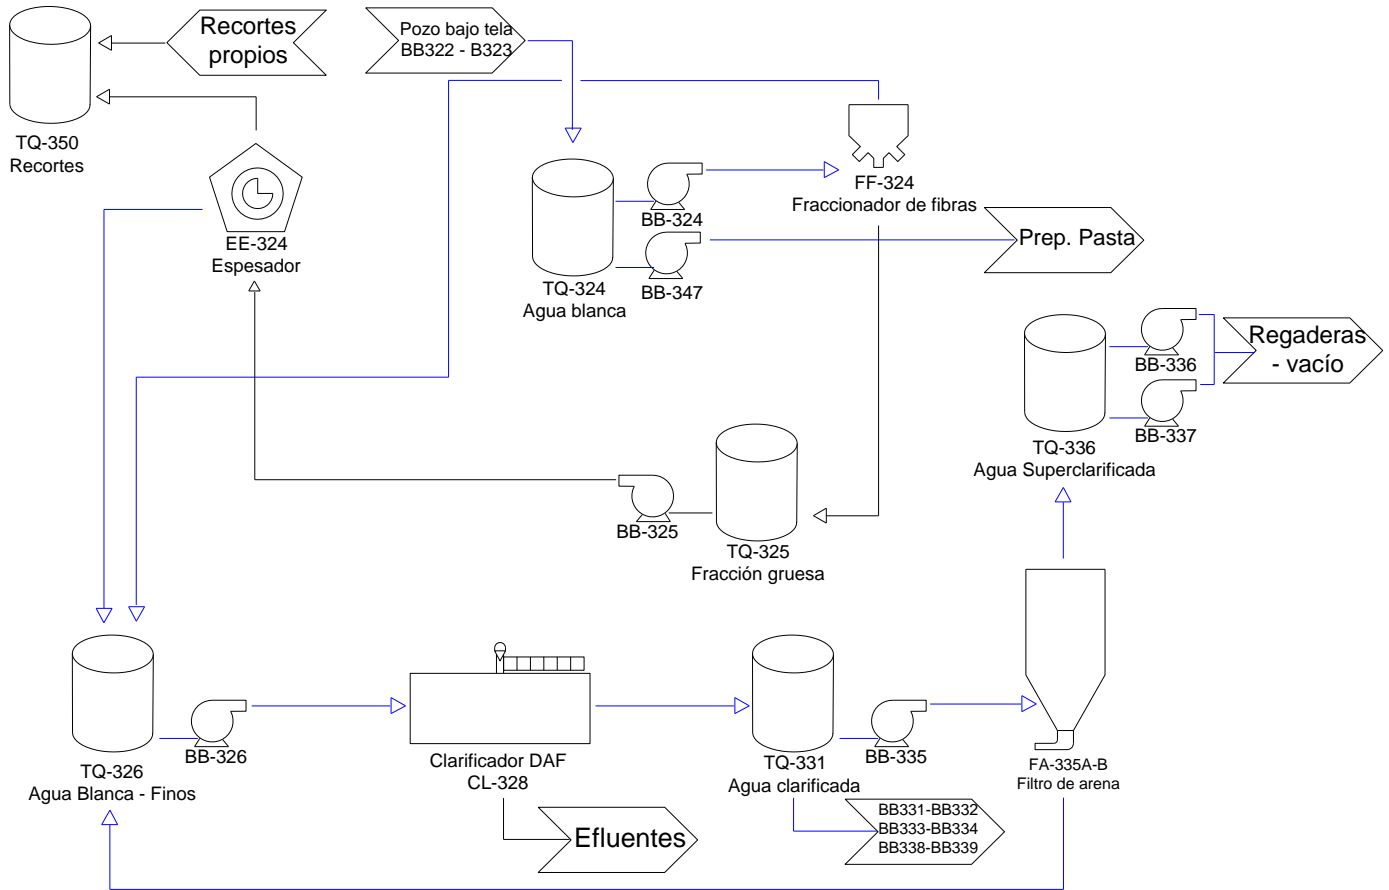 Recortes
propios
Pozo bajo tela
BB322 - B323
TQ-350
Recortes
EE-324
Espesador
FF-324
Fraccionador de fibras
BB-324
BB-347
TQ-324
Agua blanca
Prep. Pasta
BB-336
BB-337
Regaderas
- vacío
TQ-336
Agua Superclarificada
BB-325
TQ-325
Fracción gruesa
TQ-326
Agua Blanca - Finos
BB-326
Clarificador DAF
CL-328
TQ-331
Agua clarificada
BB-335
FA-335A-B
Filtro de arena
Efluentes
BB331-BB332
BB333-BB334
BB338-BB339